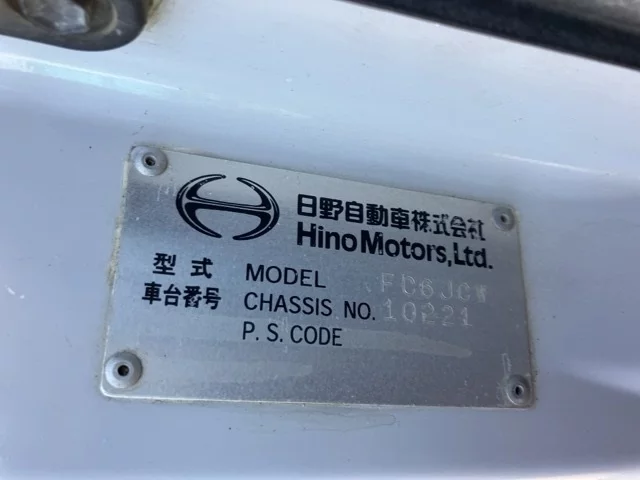 日野自動車株式会社
Hino Motors, Ltd.
型式 MODEL FC6JCW
車台番号 CHASSIS NO. 10221
P.S. CODE